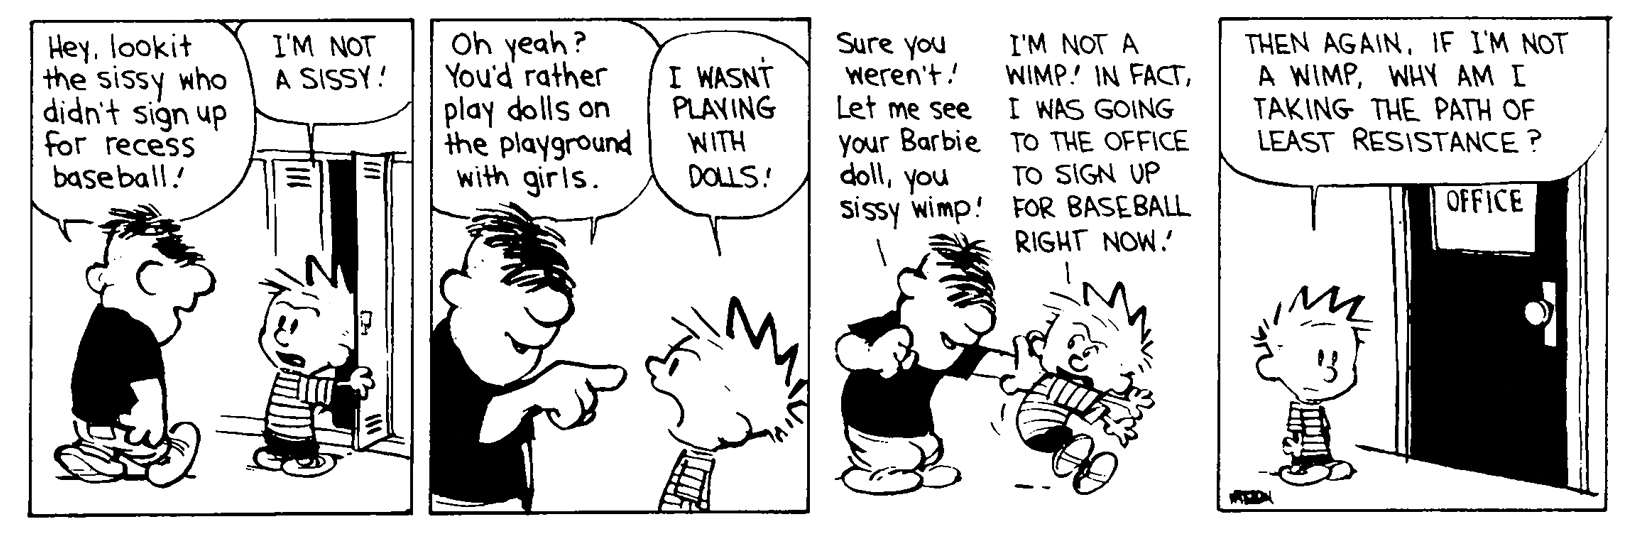 Hey, lookit
the sissy who
didn't sign up
for recess
baseball!
I'M NOT
A SISSY!
Oh yeah?
You'd rather
play dolls on
the playground
with girls.
I WASN'T
PLAYING
WITH
DOLLS!
Sure you
weren't!
Let me see
your Barbie
doll, you
sissy wimp!
I'M NOT A
WIMP! IN FACT,
I WAS GOING
TO THE OFFICE
TO SIGN UP
FOR BASEBALL
RIGHT NOW!
THEN AGAIN, IF I'M NOT
A WIMP, WHY AM I
TAKING THE PATH OF
LEAST RESISTANCE?
OFFICE
WATTERSON